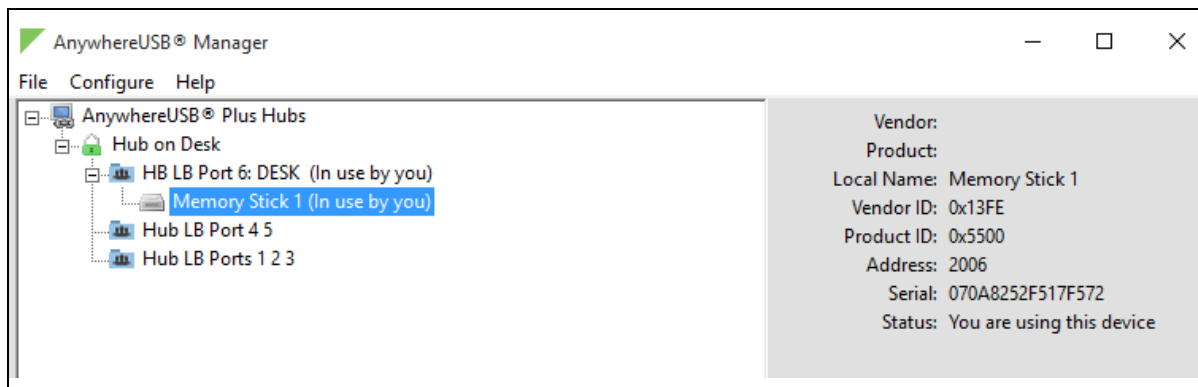 AnywhereUSB® Manager
File Configure Help
AnywhereUSB® Plus Hubs
Hub on Desk
HB LB Port 6: DESK (In use by you)
Memory Stick 1 (In use by you)
Hub LB Port 4 5
Hub LB Ports 1 2 3
Vendor:
Product:
Local Name: Memory Stick 1
Vendor ID: 0x13FE
Product ID: 0x5500
Address: 2006
Serial: 070A8252F517F572
Status: You are using this device